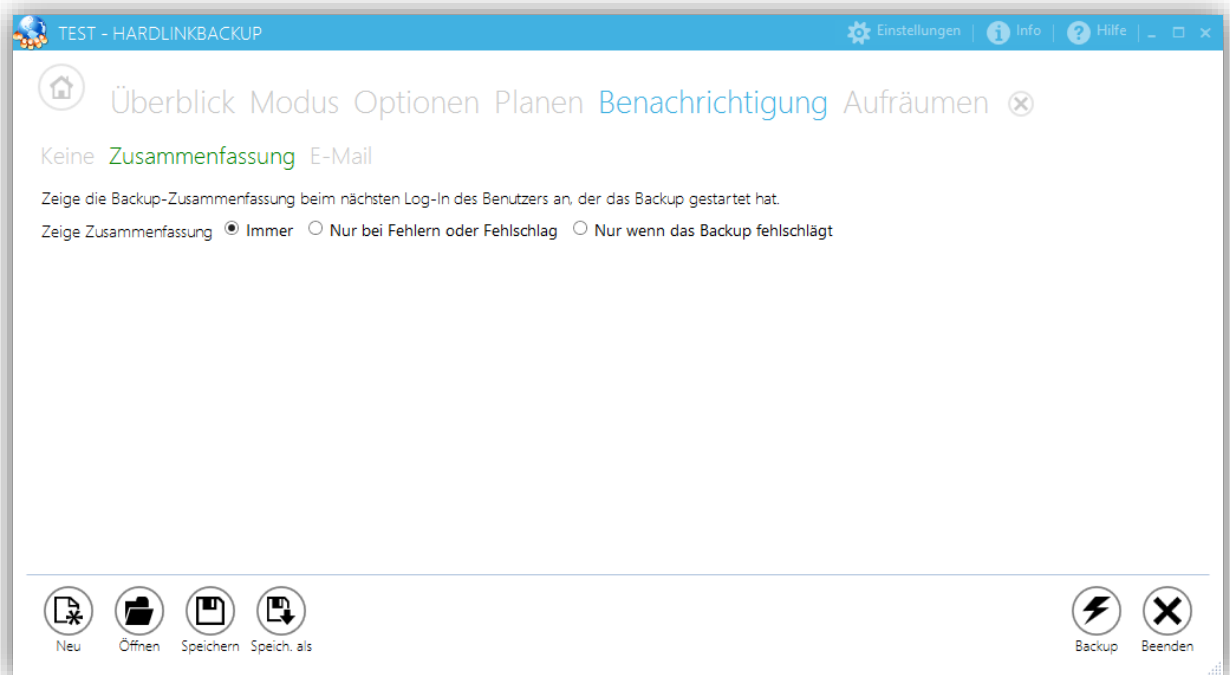 TEST - HARDLINKBACKUP Einstellungen | Info | Hilfe |
Überblick Modus Optionen Planen Benachrichtigung Aufräumen
Keine Zusammenfassung E-Mail
Zeige die Backup-Zusammenfassung beim nächsten Log-In des Benutzers an, der das Backup gestartet hat.
Zeige Zusammenfassung Immer Nur bei Fehlern oder Fehlschlag Nur wenn das Backup fehlschlägt
Neu Öffnen Speichern Speich. als Backup Beenden